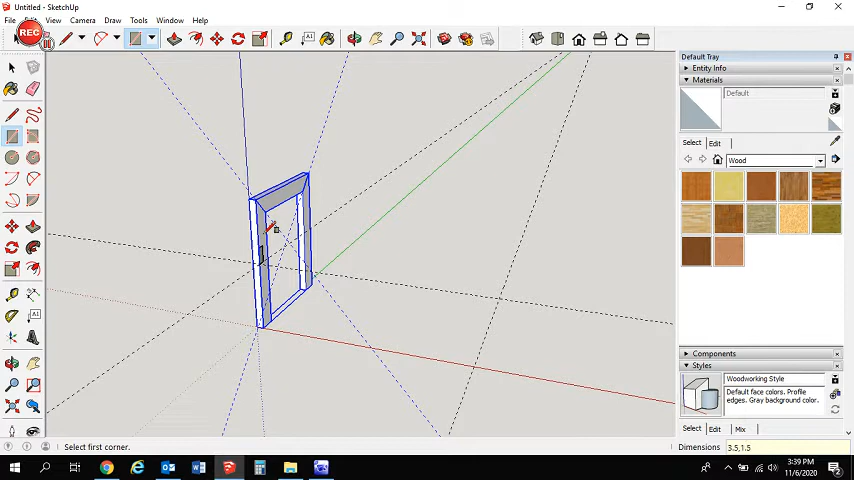 Untitled - SketchUp
File Edit View Camera Draw Tools Window Help
REC
Default Tray
Entity Info
Materials
Default
Select Edit
Wood
Components
Styles
Woodworking Style
Default face colors. Profile
edges. Gray background color.
Select Edit Mix
Select first corner.
Dimensions 3.5,1.5
3:39 PM
11/6/2020